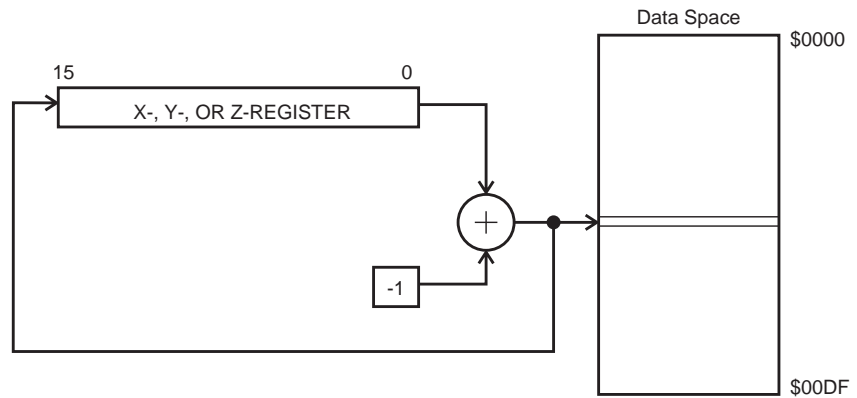 Data Space
$0000
15 0
X-, Y-, OR Z-REGISTER
+
-1
$00DF